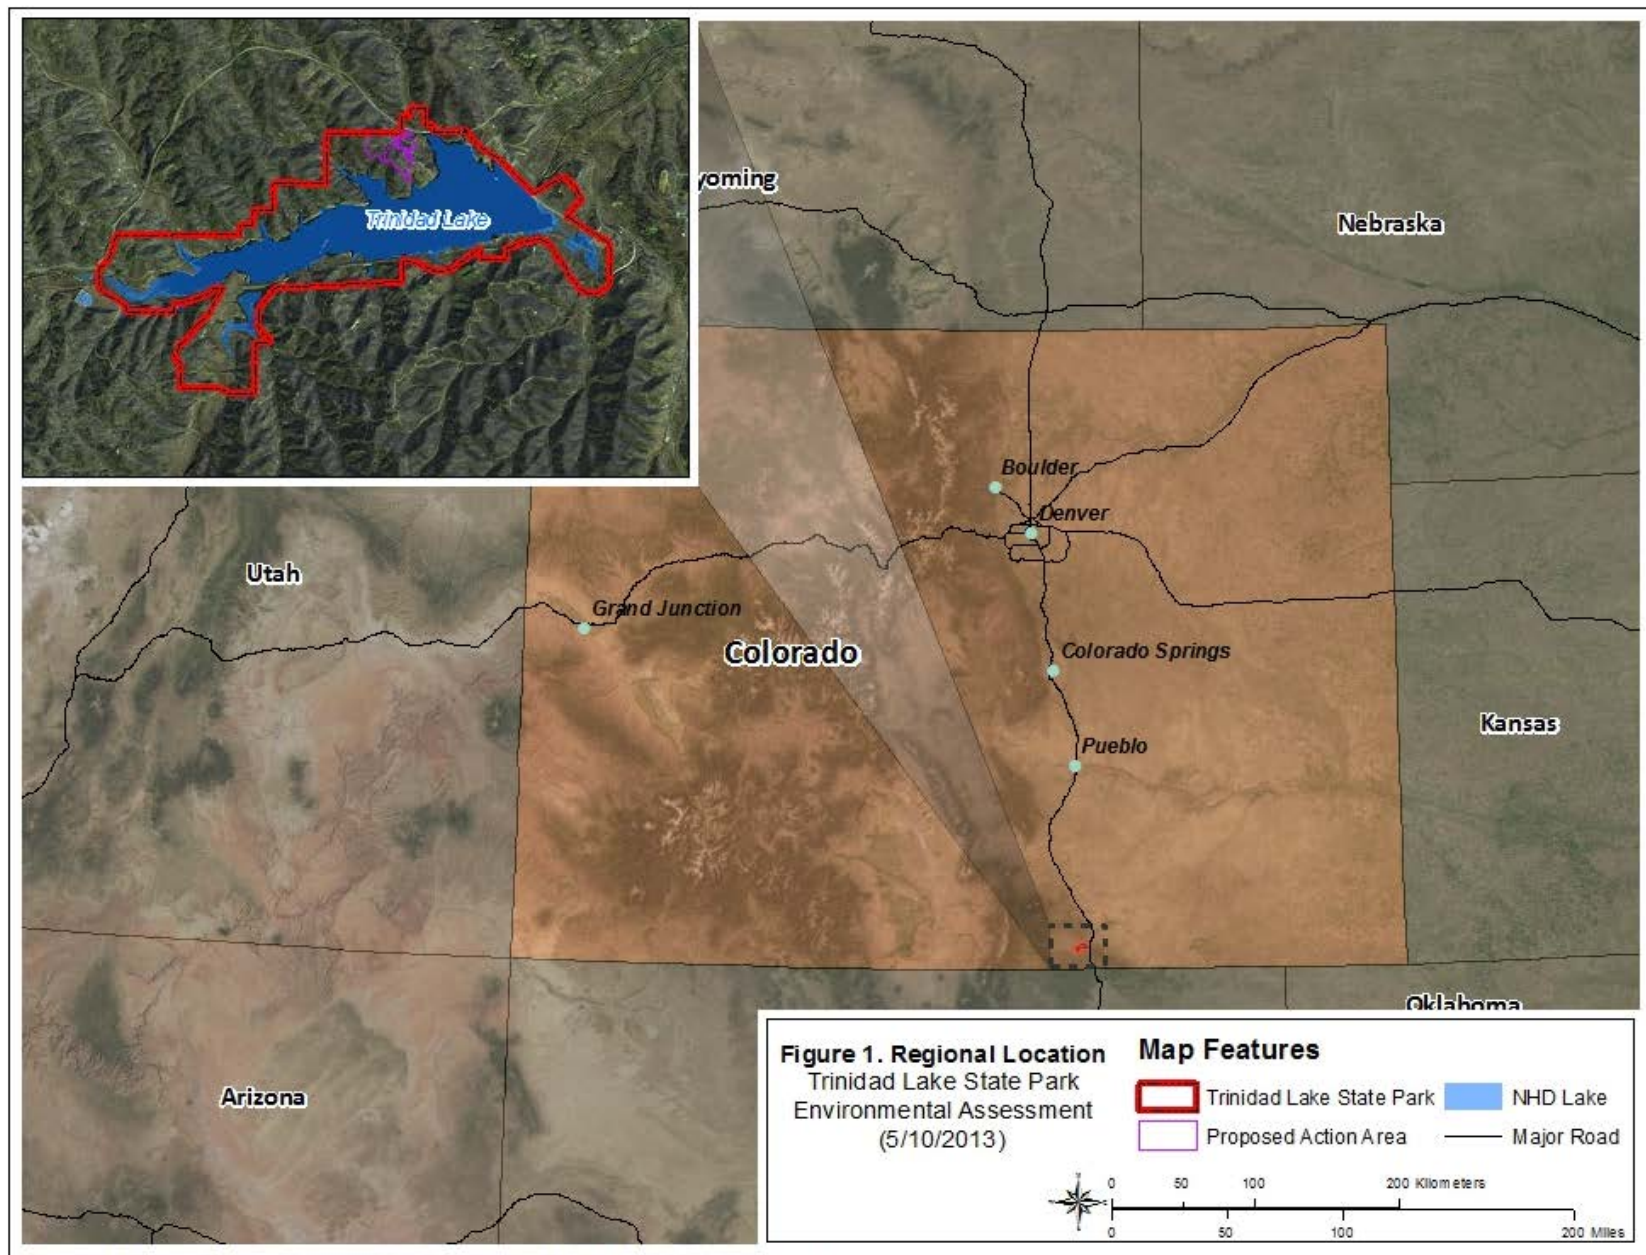 Trinidad Lake
yoming
Nebraska
Boulder
Denver
Utah
Grand Junction
Colorado
Colorado Springs
Kansas
Pueblo
Oklahoma
Arizona
Figure 1. Regional Location
Trinidad Lake State Park
Environmental Assessment
(5/10/2013)
Map Features
Trinidad Lake State Park
NHD Lake
Proposed Action Area
Major Road
0 50 100 200 Kilometers
0 50 100 200 Miles